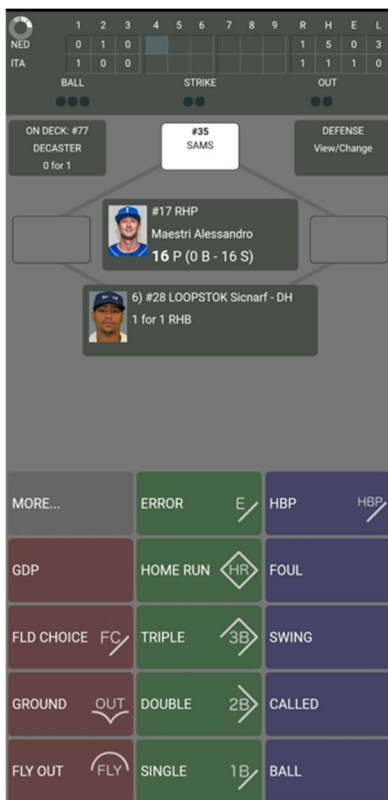 1 2 3 4 5 6 7 8 9 R H E L
NED 0 1 0 1 5 0 3
ITA 1 0 0 1 1 1 0
BALL STRIKE OUT
ON DECK: #77
DECASTER
0 for 1
#35
SAMS
DEFENSE
View/Change
#17 RHP
Maestri Alessandro
16 P (0 B - 16 S)
6) #28 LOOPSTOK Sicnarf - DH
1 for 1 RHB
MORE... ERROR E HBP HBP
GDP HOME RUN HR FOUL
FLD CHOICE FC TRIPLE 3B SWING
GROUND OUT DOUBLE 2B CALLED
FLY OUT FLY SINGLE 1B BALL